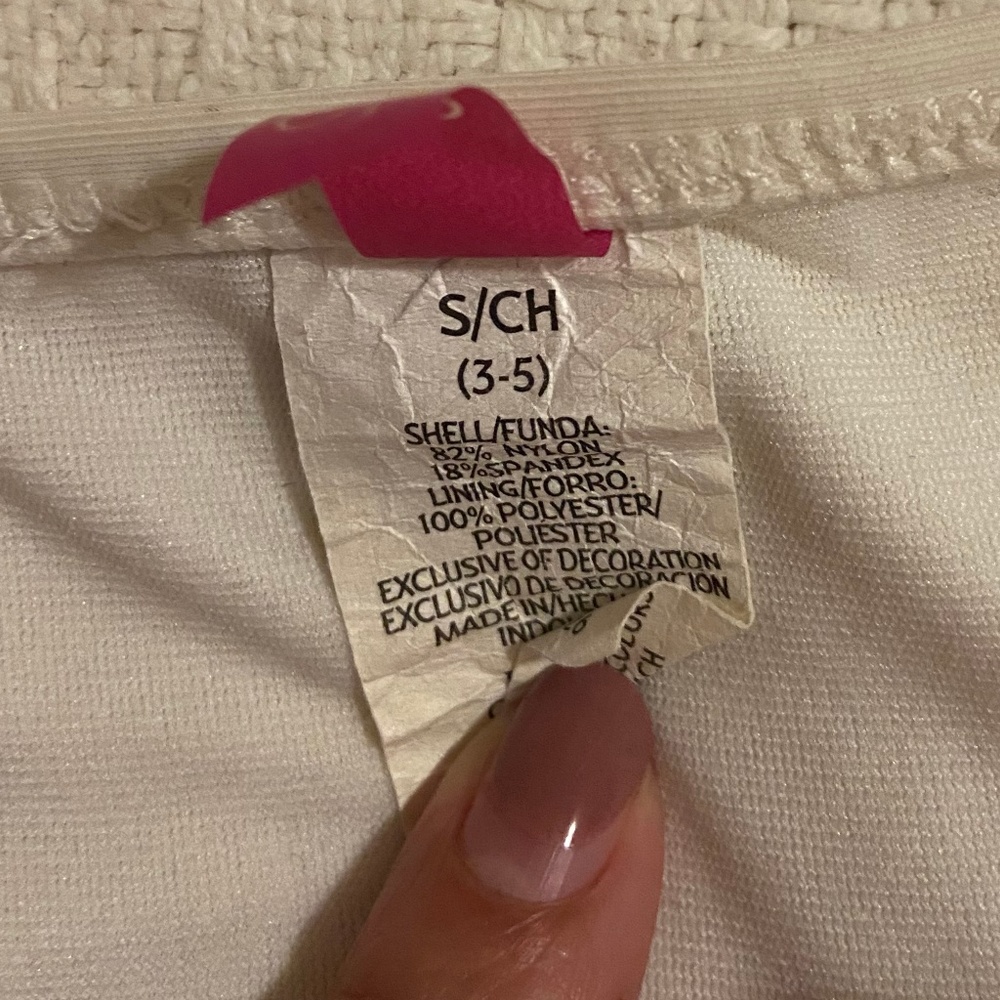 S/CH
(3-5)
SHELL/FUNDA:
82% NYLON
18%SPANDEX
LINING/FORRO:
100% POLYESTER/
POLIESTER
EXCLUSIVE OF DECORATION
EXCLUSIVO DE DECORACION
MADE IN/